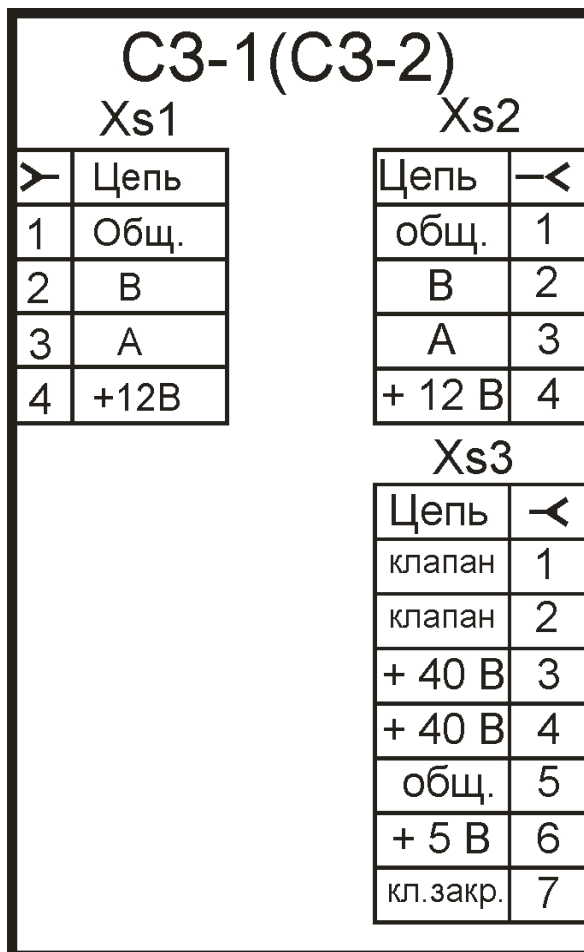 СЗ-1(СЗ-2)
Xs1
Цепь
1 Общ.
2 В
3 А
4 +12В
Xs2
Цепь
общ. 1
В 2
А 3
+ 12 В 4
Xs3
Цепь
клапан 1
клапан 2
+ 40 В 3
+ 40 В 4
общ. 5
+ 5 В 6
кл.закр. 7